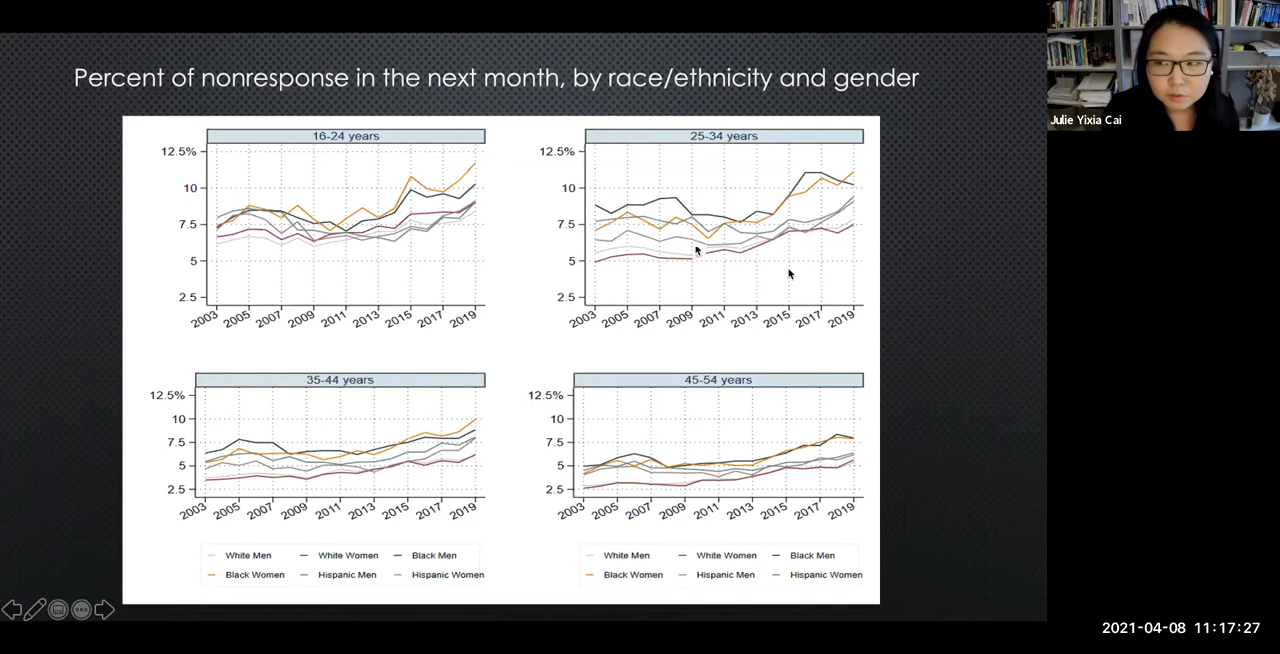 Percent of nonresponse in the next month, by race/ethnicity and gender
Julie Yixia Cai
16-24 years
12.5%
10
7.5
5
2.5
2003 2005 2007 2009 2011 2013 2015 2017 2019
25-34 years
12.5%
10
7.5
5
2.5
2003 2005 2007 2009 2011 2013 2015 2017 2019
35-44 years
12.5%
10
7.5
5
2.5
2003 2005 2007 2009 2011 2013 2015 2017 2019
45-54 years
12.5%
10
7.5
5
2.5
2003 2005 2007 2009 2011 2013 2015 2017 2019
White Men White Women Black Men
Black Women Hispanic Men Hispanic Women
White Men White Women Black Men
Black Women Hispanic Men Hispanic Women
2021-04-08 11:17:27